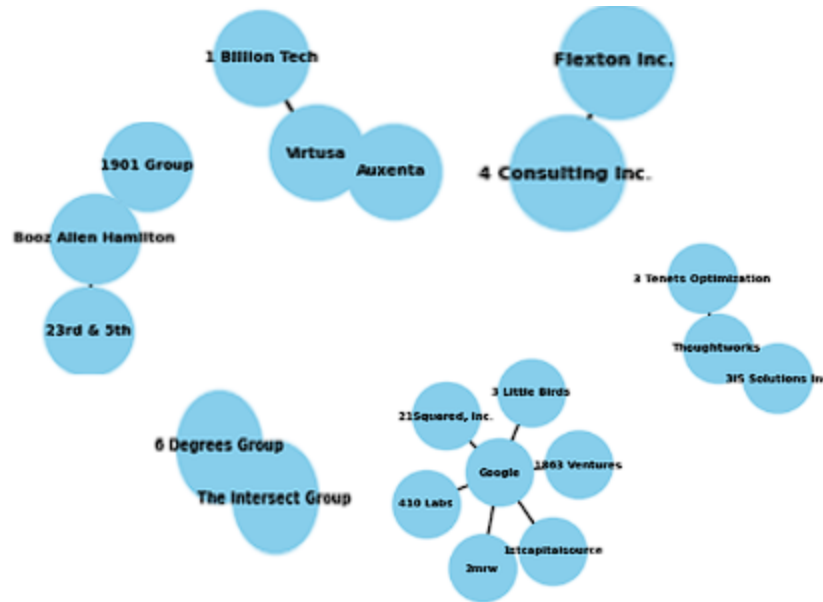 1 Billion Tech
Flexton Inc.
Virtusa
Auxenta
1901 Group
4 Consulting Inc.
Booz Allen Hamilton
3 Tenets Optimization
23rd & 5th
Thoughtworks
3IS Solutions In
3 Little Birds
21Squared, Inc.
6 Degrees Group
Google
1863 Ventures
The Intersect Group
410 Labs
1stcapitalsource
2mrw